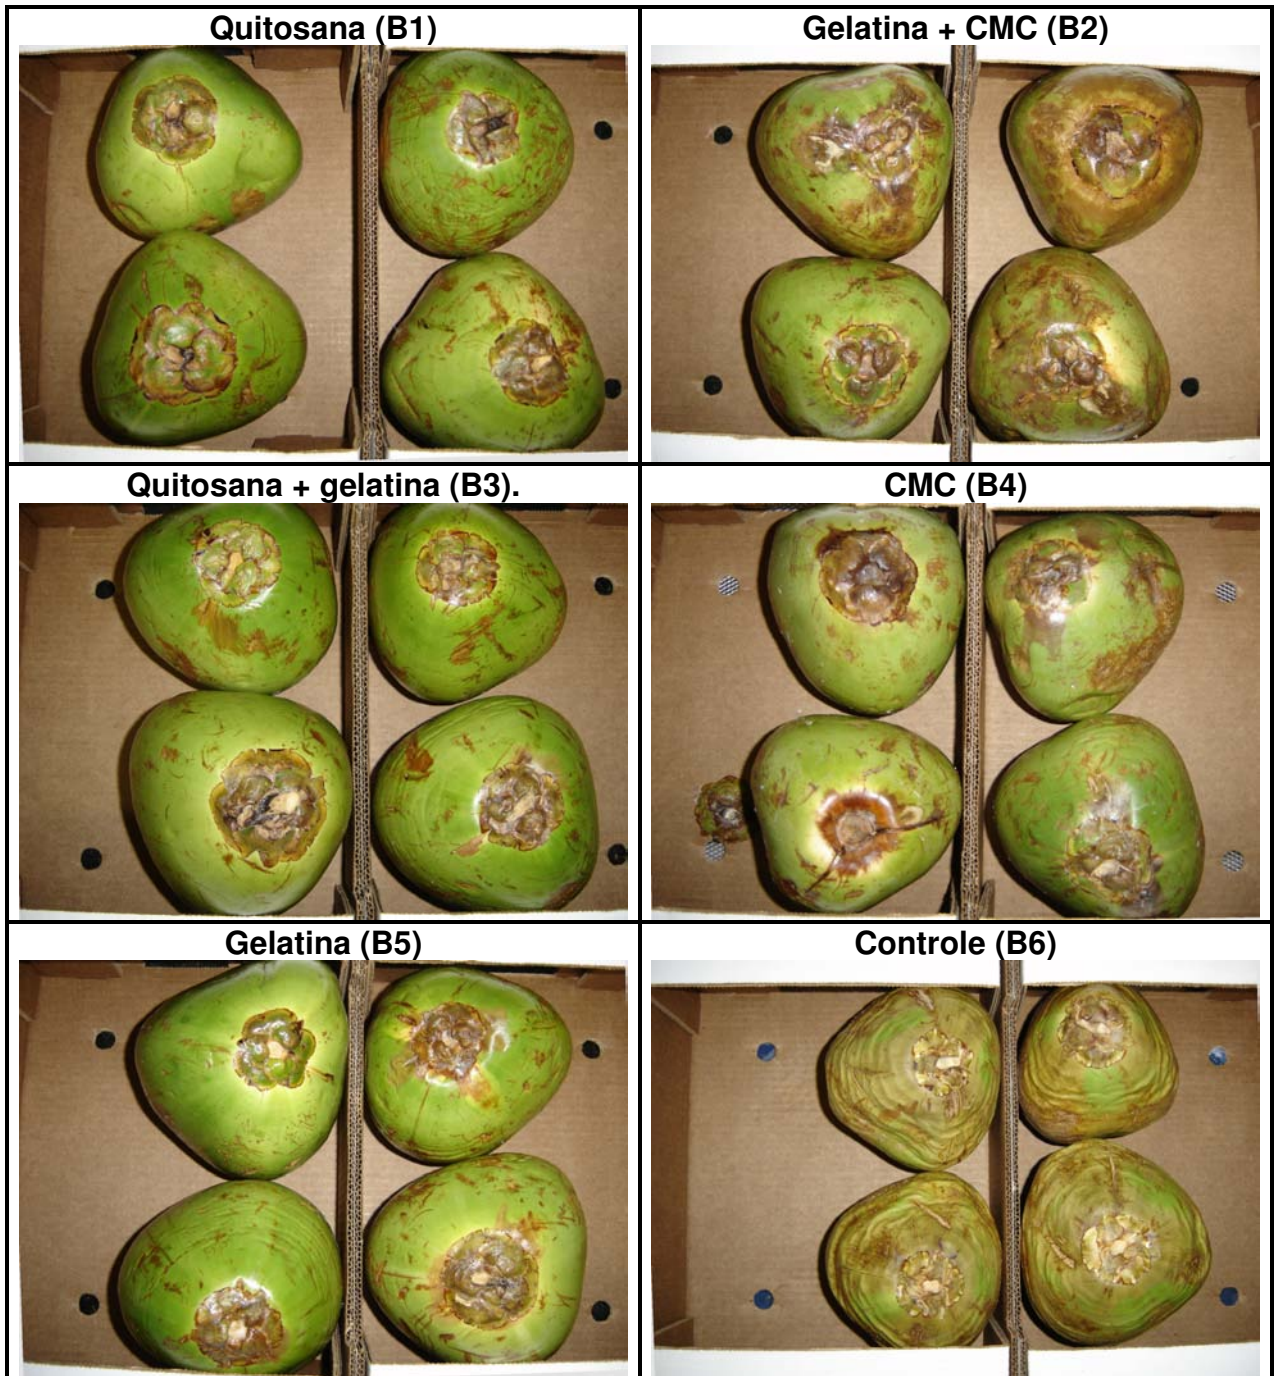 Quitosana (B1)
Gelatina + CMC (B2)
Quitosana + gelatina (B3).
CMC (B4)
Gelatina (B5)
Controle (B6)